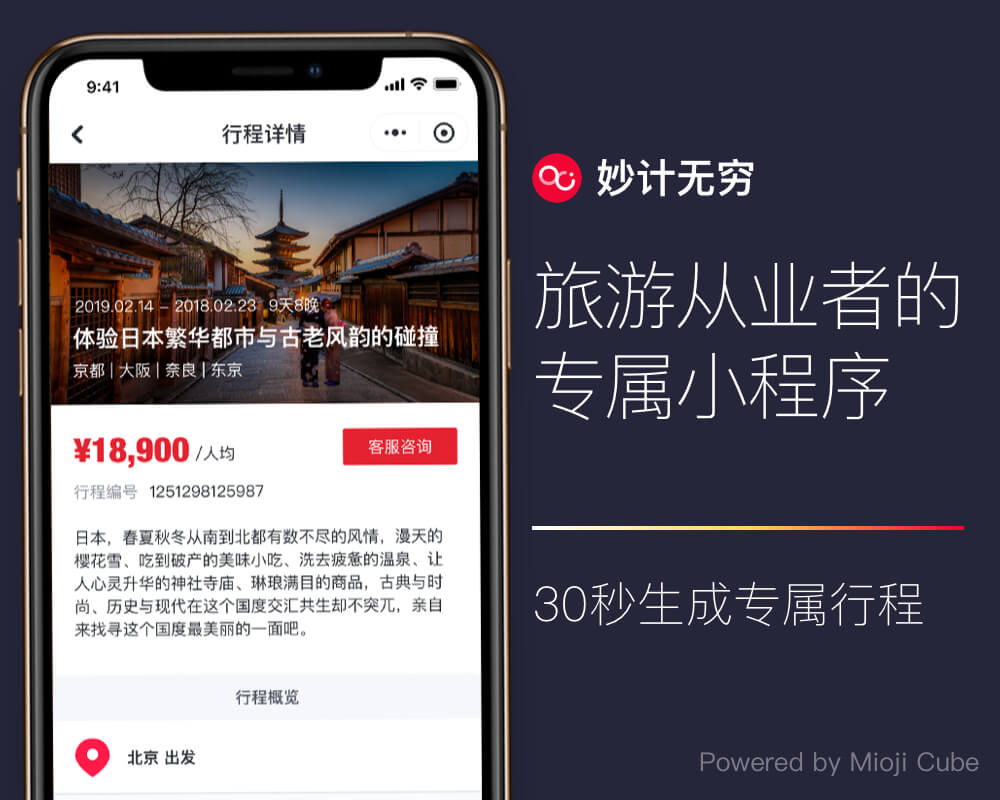 9:41
行程详情
2019.02.14 – 2018.02.23 9天8晚
体验日本繁华都市与古老风韵的碰撞
京都 | 大阪 | 奈良 | 东京
¥18,900 /人均
客服咨询
行程编号 1251298125987
日本，春夏秋冬从南到北都有数不尽的风情，漫天的
樱花雪、吃到破产的美味小吃、洗去疲惫的温泉、让
人心灵升华的神社寺庙、琳琅满目的商品，古典与时
尚、历史与现代在这个国度交汇共生却不突兀，亲自
来找寻这个国度最美丽的一面吧。
行程概览
北京 出发
妙计无穷
旅游从业者的
专属小程序
30秒生成专属行程
Powered by Mioji Cube